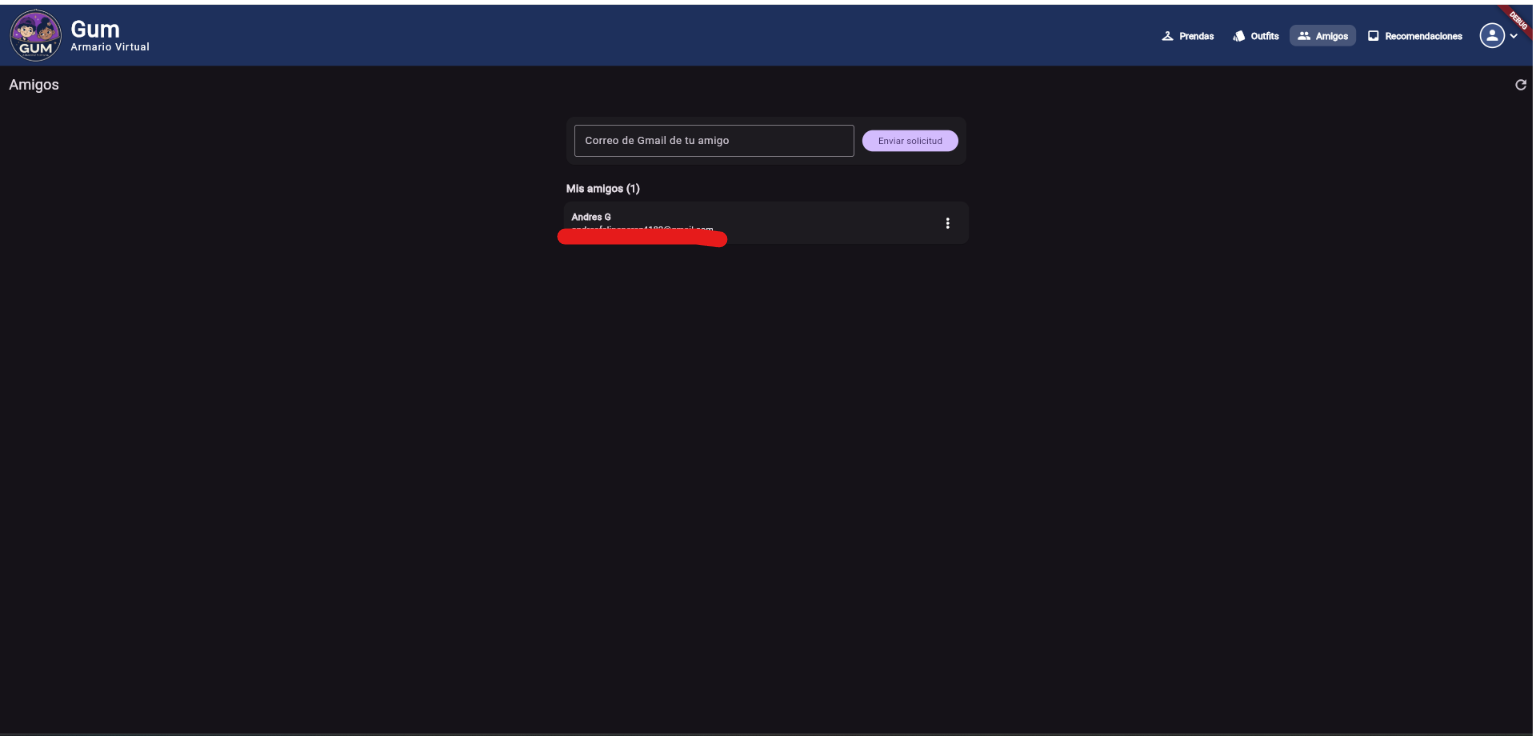 Gum
Armario Virtual
GUM
Prendas
Outfits
Amigos
Recomendaciones
DEBUG
Amigos
Correo de Gmail de tu amigo
Enviar solicitud
Mis amigos (1)
Andres G